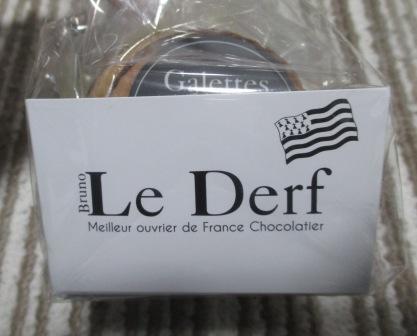 Galettes
Bruno
Le Derf
Meilleur ouvrier de France Chocolatier